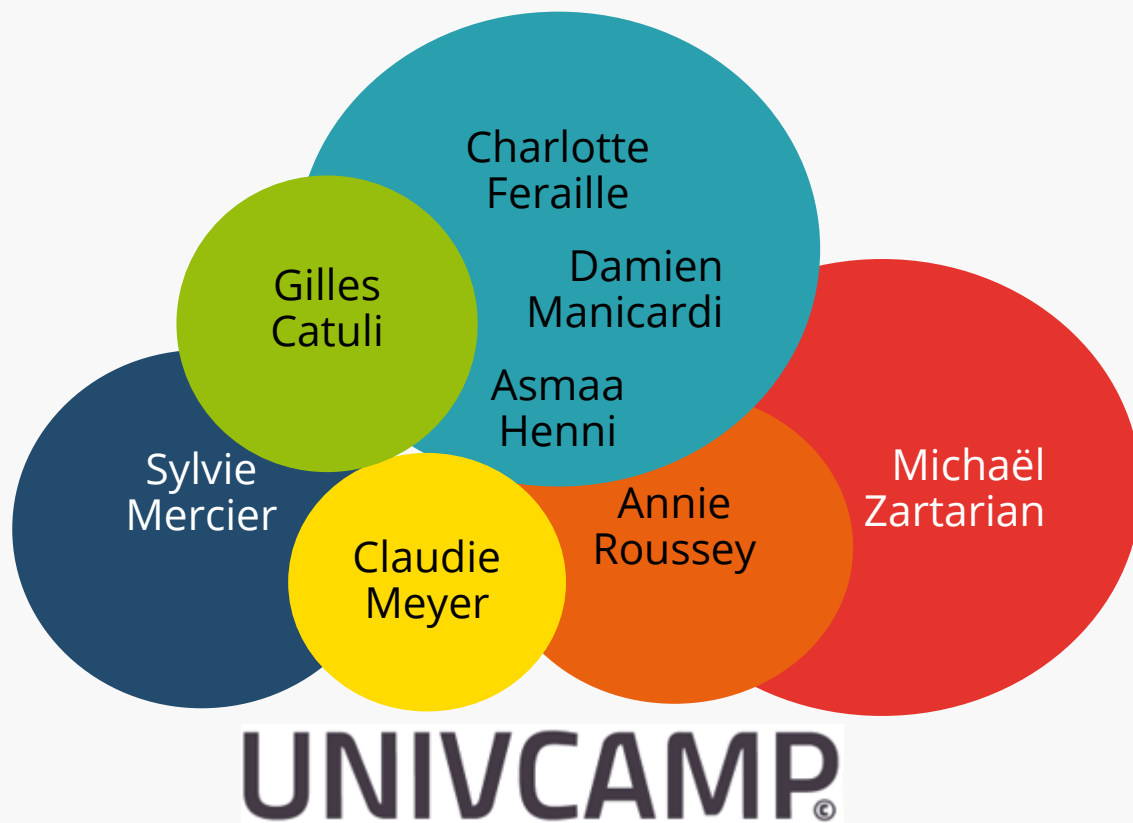 Charlotte
Feraille
Damien
Manicardi
Gilles
Catuli
Asmaa
Henni
Sylvie
Mercier
Michaël
Zartarian
Annie
Roussey
Claudie
Meyer
UNIVCAMP©